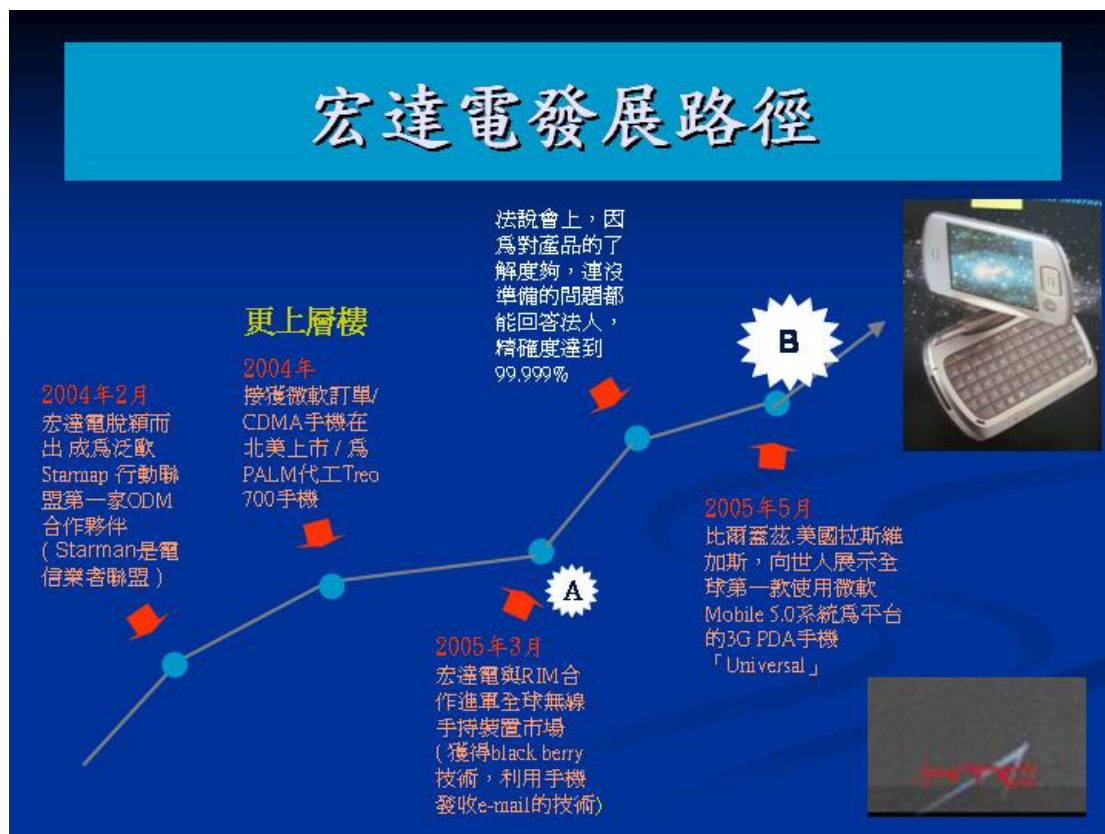 宏達電發展路徑
法說會上，因
為對產品的了
解度夠，連沒
準備的問題都
能回答法人，
精確度達到
99.999%
更上層樓
2004年2月
宏達電脫穎而
出 成為泛歐
Starmap 行動聯
盟第一家ODM
合作夥伴
( Starman是電
信業者聯盟 )
2004年
接獲微軟訂單/
CDMA手機在
北美上市 / 為
PALM代工Treo
700手機
A
2005年3月
宏達電與RIM合
作進軍全球無線
手持裝置市場
( 獲得black berry
技術，利用手機
發收e-mail的技術)
B
2005年5月
比爾蓋茲.美國拉斯維
加斯，向世人展示全
球第一款使用微軟
Mobile 5.0系統為平台
的3G PDA手機
「Universal」